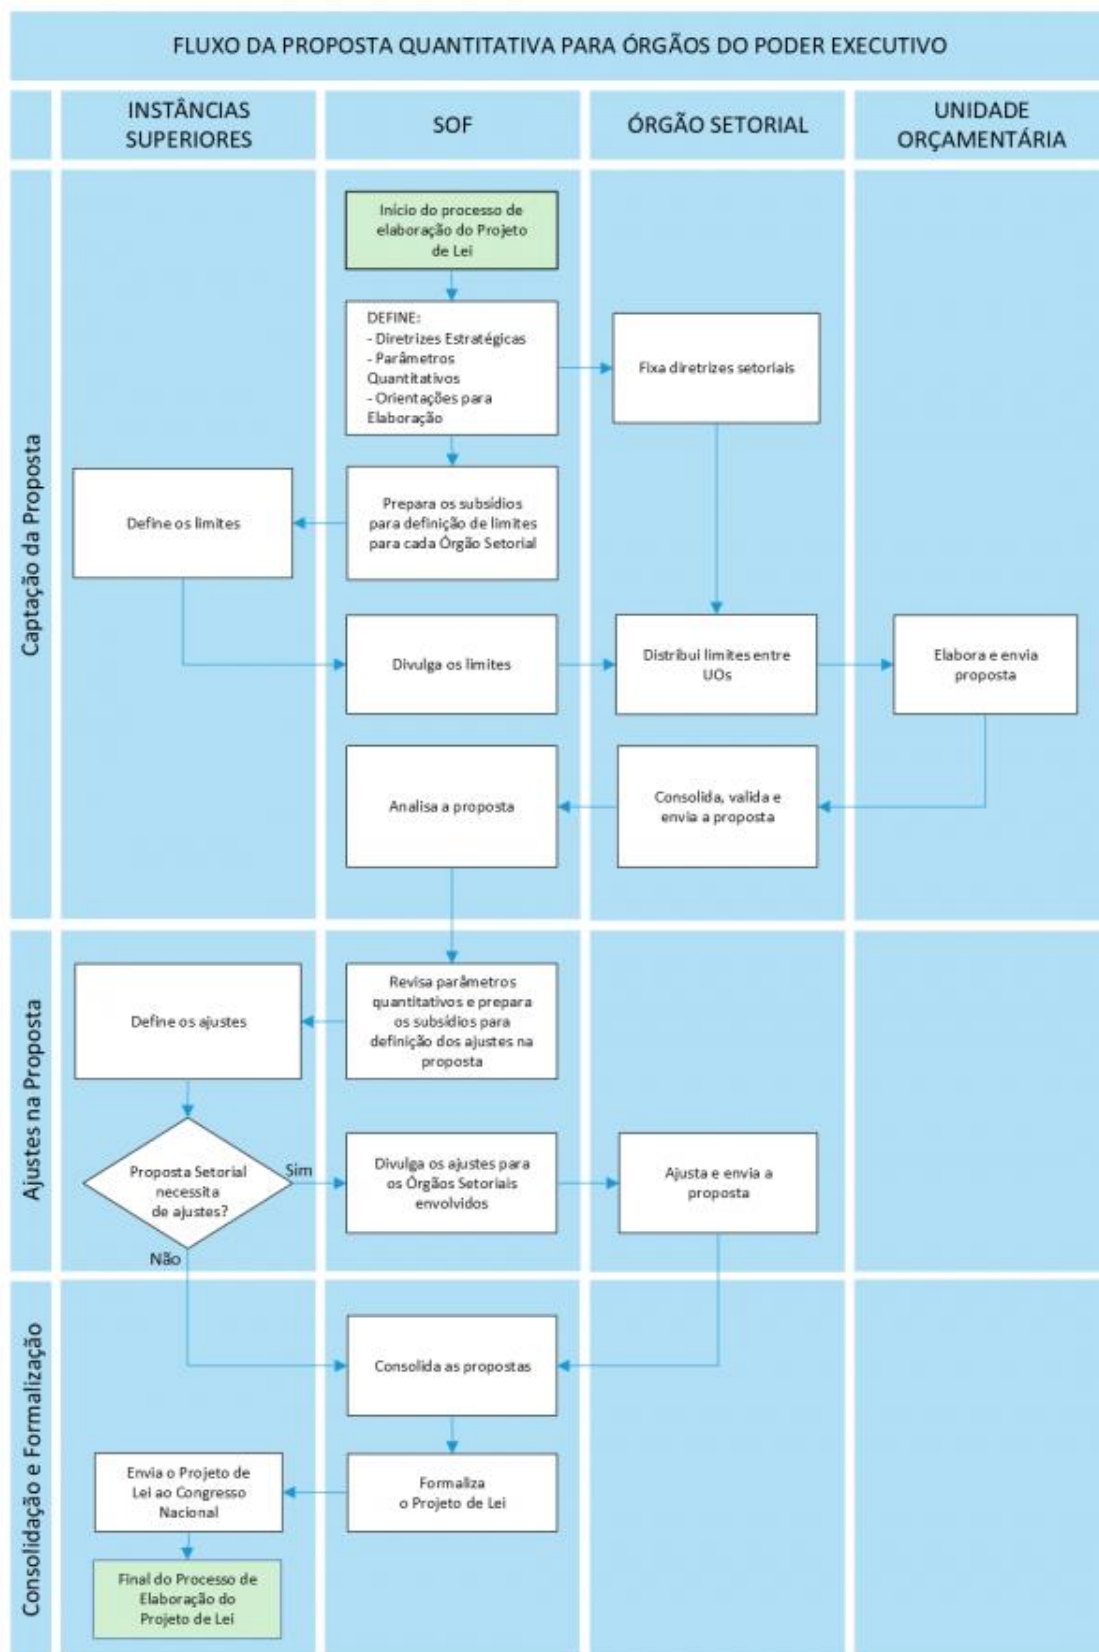 FLUXO DA PROPOSTA QUANTITATIVA PARA ÓRGÃOS DO PODER EXECUTIVO
INSTÂNCIAS
SUPERIORES
SOF
ÓRGÃO SETORIAL
UNIDADE
ORÇAMENTÁRIA
Captação da Proposta
Início do processo de
elaboração do Projeto
de Lei
DEFINE:
- Diretrizes Estratégicas
- Parâmetros
Quantitativos
- Orientações para
Elaboração
Fixa diretrizes setoriais
Prepara os subsídios
para definição de limites
para cada Órgão Setorial
Define os limites
Divulga os limites
Distribui limites entre
UOs
Elabora e envia
proposta
Consolida, valida e
envia a proposta
Analisa a proposta
Ajustes na Proposta
Revisa parâmetros
quantitativos e prepara
os subsídios para
definição dos ajustes na
proposta
Define os ajustes
Proposta Setorial
necessita
de ajustes?
Sim
Não
Divulga os ajustes para
os Órgãos Setoriais
envolvidos
Ajusta e envia a
proposta
Consolidação e Formalização
Consolida as propostas
Formaliza
o Projeto de Lei
Envia o Projeto de
Lei ao Congresso
Nacional
Final do Processo de
Elaboração do
Projeto de Lei